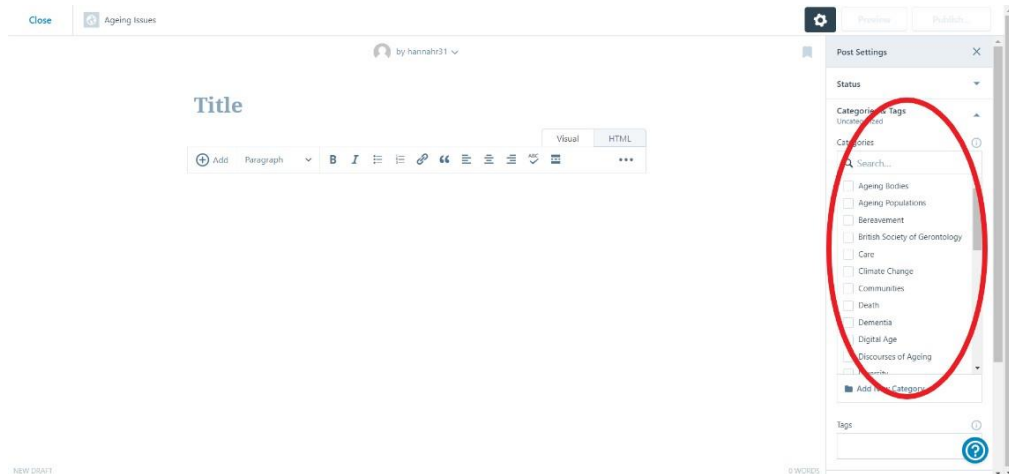 Close
Ageing Issues
Preview
Publish...
by hannahr31
Post Settings
Status
Title
Categories & Tags
Uncategorized
Visual
HTML
Categories
Add
Paragraph
B
I
ABC
Search...
Ageing Bodies
Ageing Populations
Bereavement
British Society of Gerontology
Care
Climate Change
Communities
Death
Dementia
Digital Age
Discourses of Ageing
Diversity
Add New Category
Tags
NEW DRAFT
0 WORDS